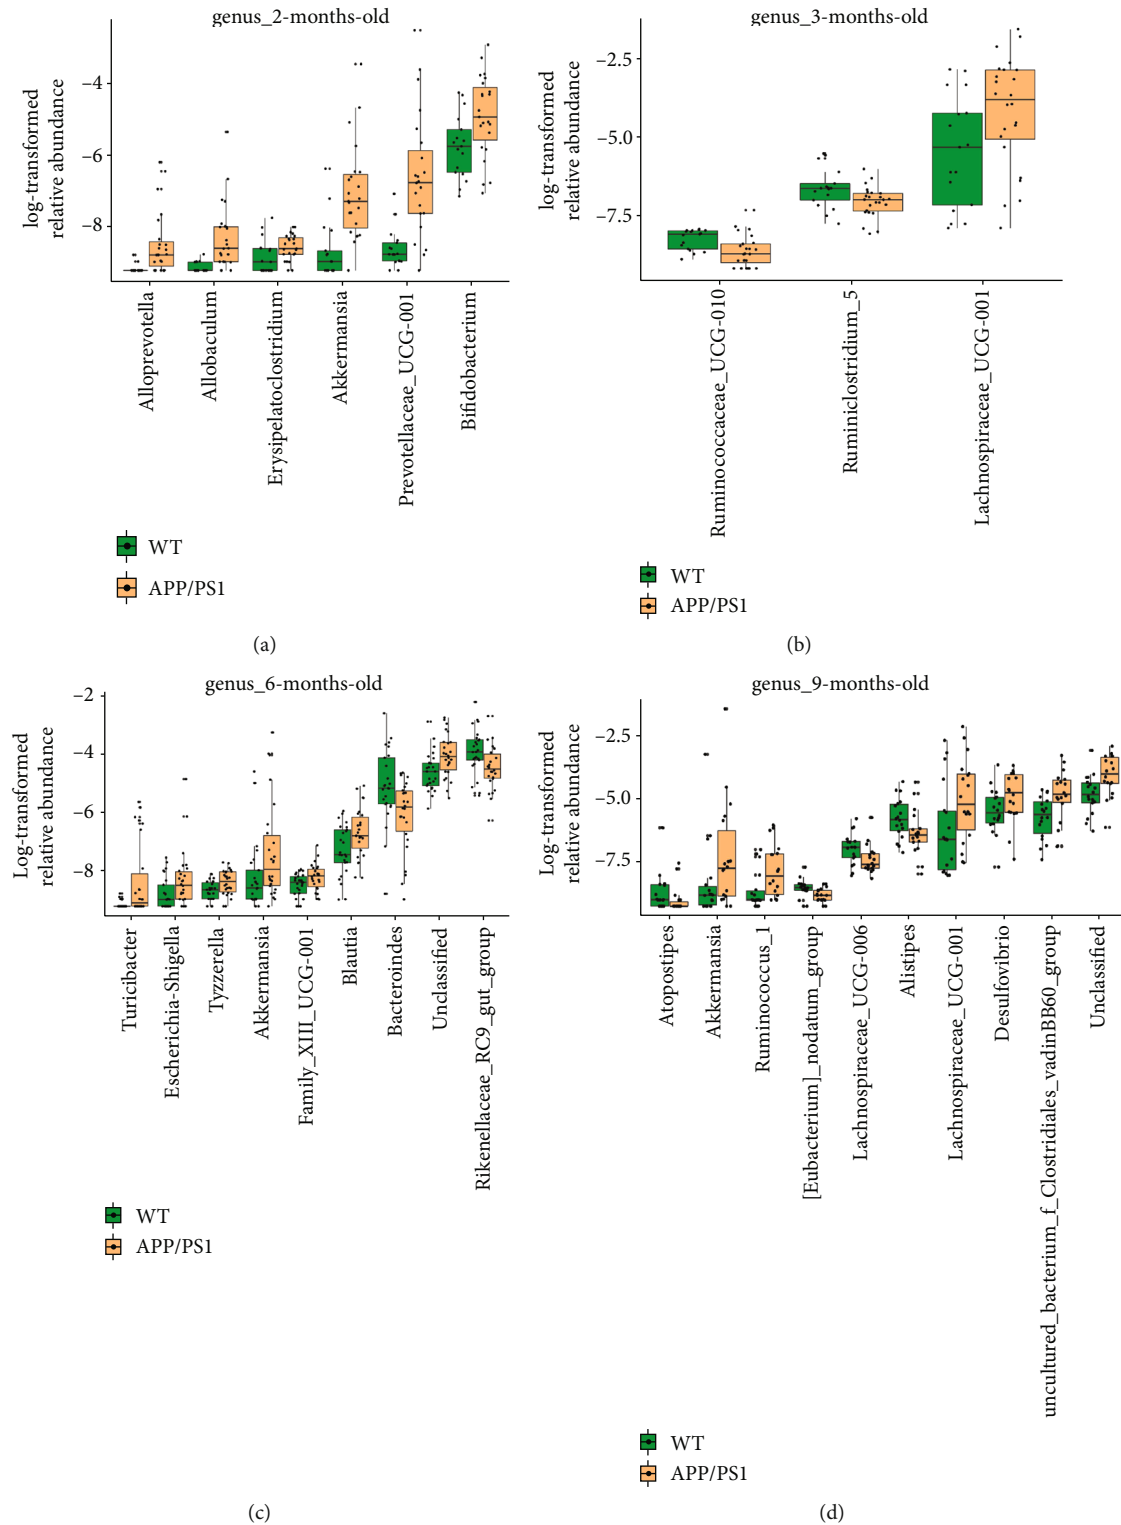 genus_2-months-old
log-transformed
relative abundance
−4
−6
−8
Alloprevotella
Allobaculum
Erysipelatoclostridium
Akkermansia
Prevotellaceae_UCG-001
Bifidobacterium
WT
APP/PS1
(a)
genus_3-months-old
log-transformed
relative abundance
−2.5
−5.0
−7.5
Ruminococcaceae_UCG-010
Ruminiclostridium_5
Lachnospiraceae_UCG-001
WT
APP/PS1
(b)
genus_6-months-old
Log-transformed
relative abundance
−2
−4
−6
−8
Turicibacter
Escherichia-Shigella
Tyzzerella
Akkermansia
Family_XIII_UCG-001
Blautia
Bacteroides
Unclassified
Rikenellaceae_RC9_gut_group
WT
APP/PS1
(c)
genus_9-months-old
Log-transformed
relative abundance
−2.5
−5.0
−7.5
Atopostipes
Akkermansia
Ruminococcus_1
[Eubacterium]_nodatum_group
Lachnospiraceae_UCG-006
Alistipes
Lachnospiraceae_UCG-001
Desulfovibrio
uncultured_bacterium_f_Clostridiales_vadinBB60_group
Unclassified
WT
APP/PS1
(d)